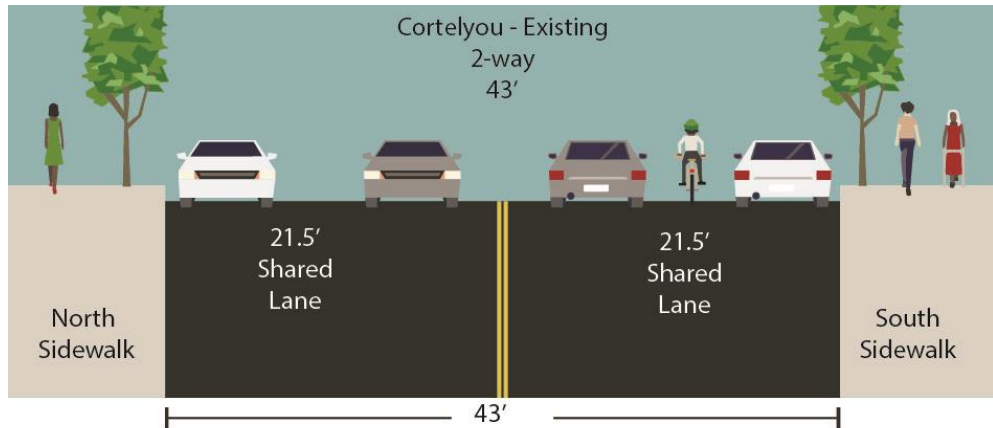 Cortelyou - Existing
2-way
43’
21.5’
Shared
Lane
21.5’
Shared
Lane
North
Sidewalk
South
Sidewalk
43’